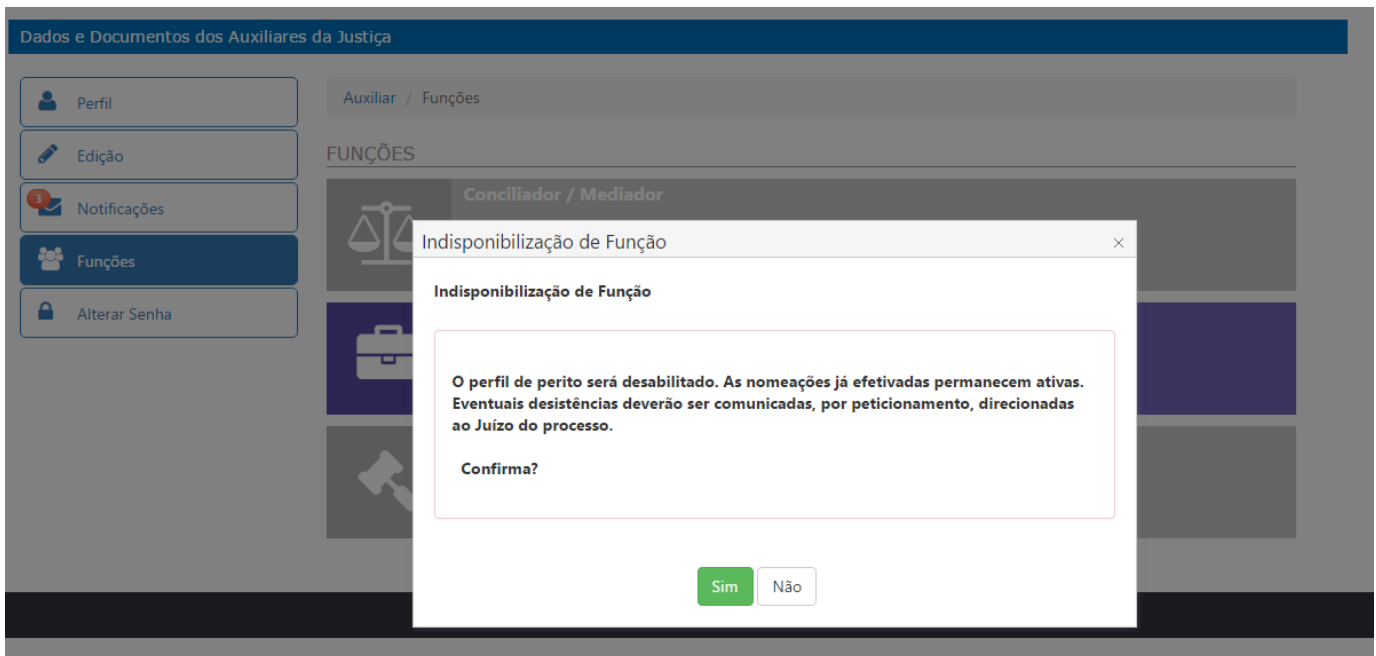 Dados e Documentos dos Auxiliares da Justiça
Perfil
Edição
3
Notificações
Funções
Alterar Senha
Auxiliar / Funções
FUNÇÕES
Conciliador / Mediador
Indisponibilização de Função ×
Indisponibilização de Função
O perfil de perito será desabilitado. As nomeações já efetivadas permanecem ativas.
Eventuais desistências deverão ser comunicadas, por peticionamento, direcionadas
ao Juízo do processo.
Confirma?
Sim Não